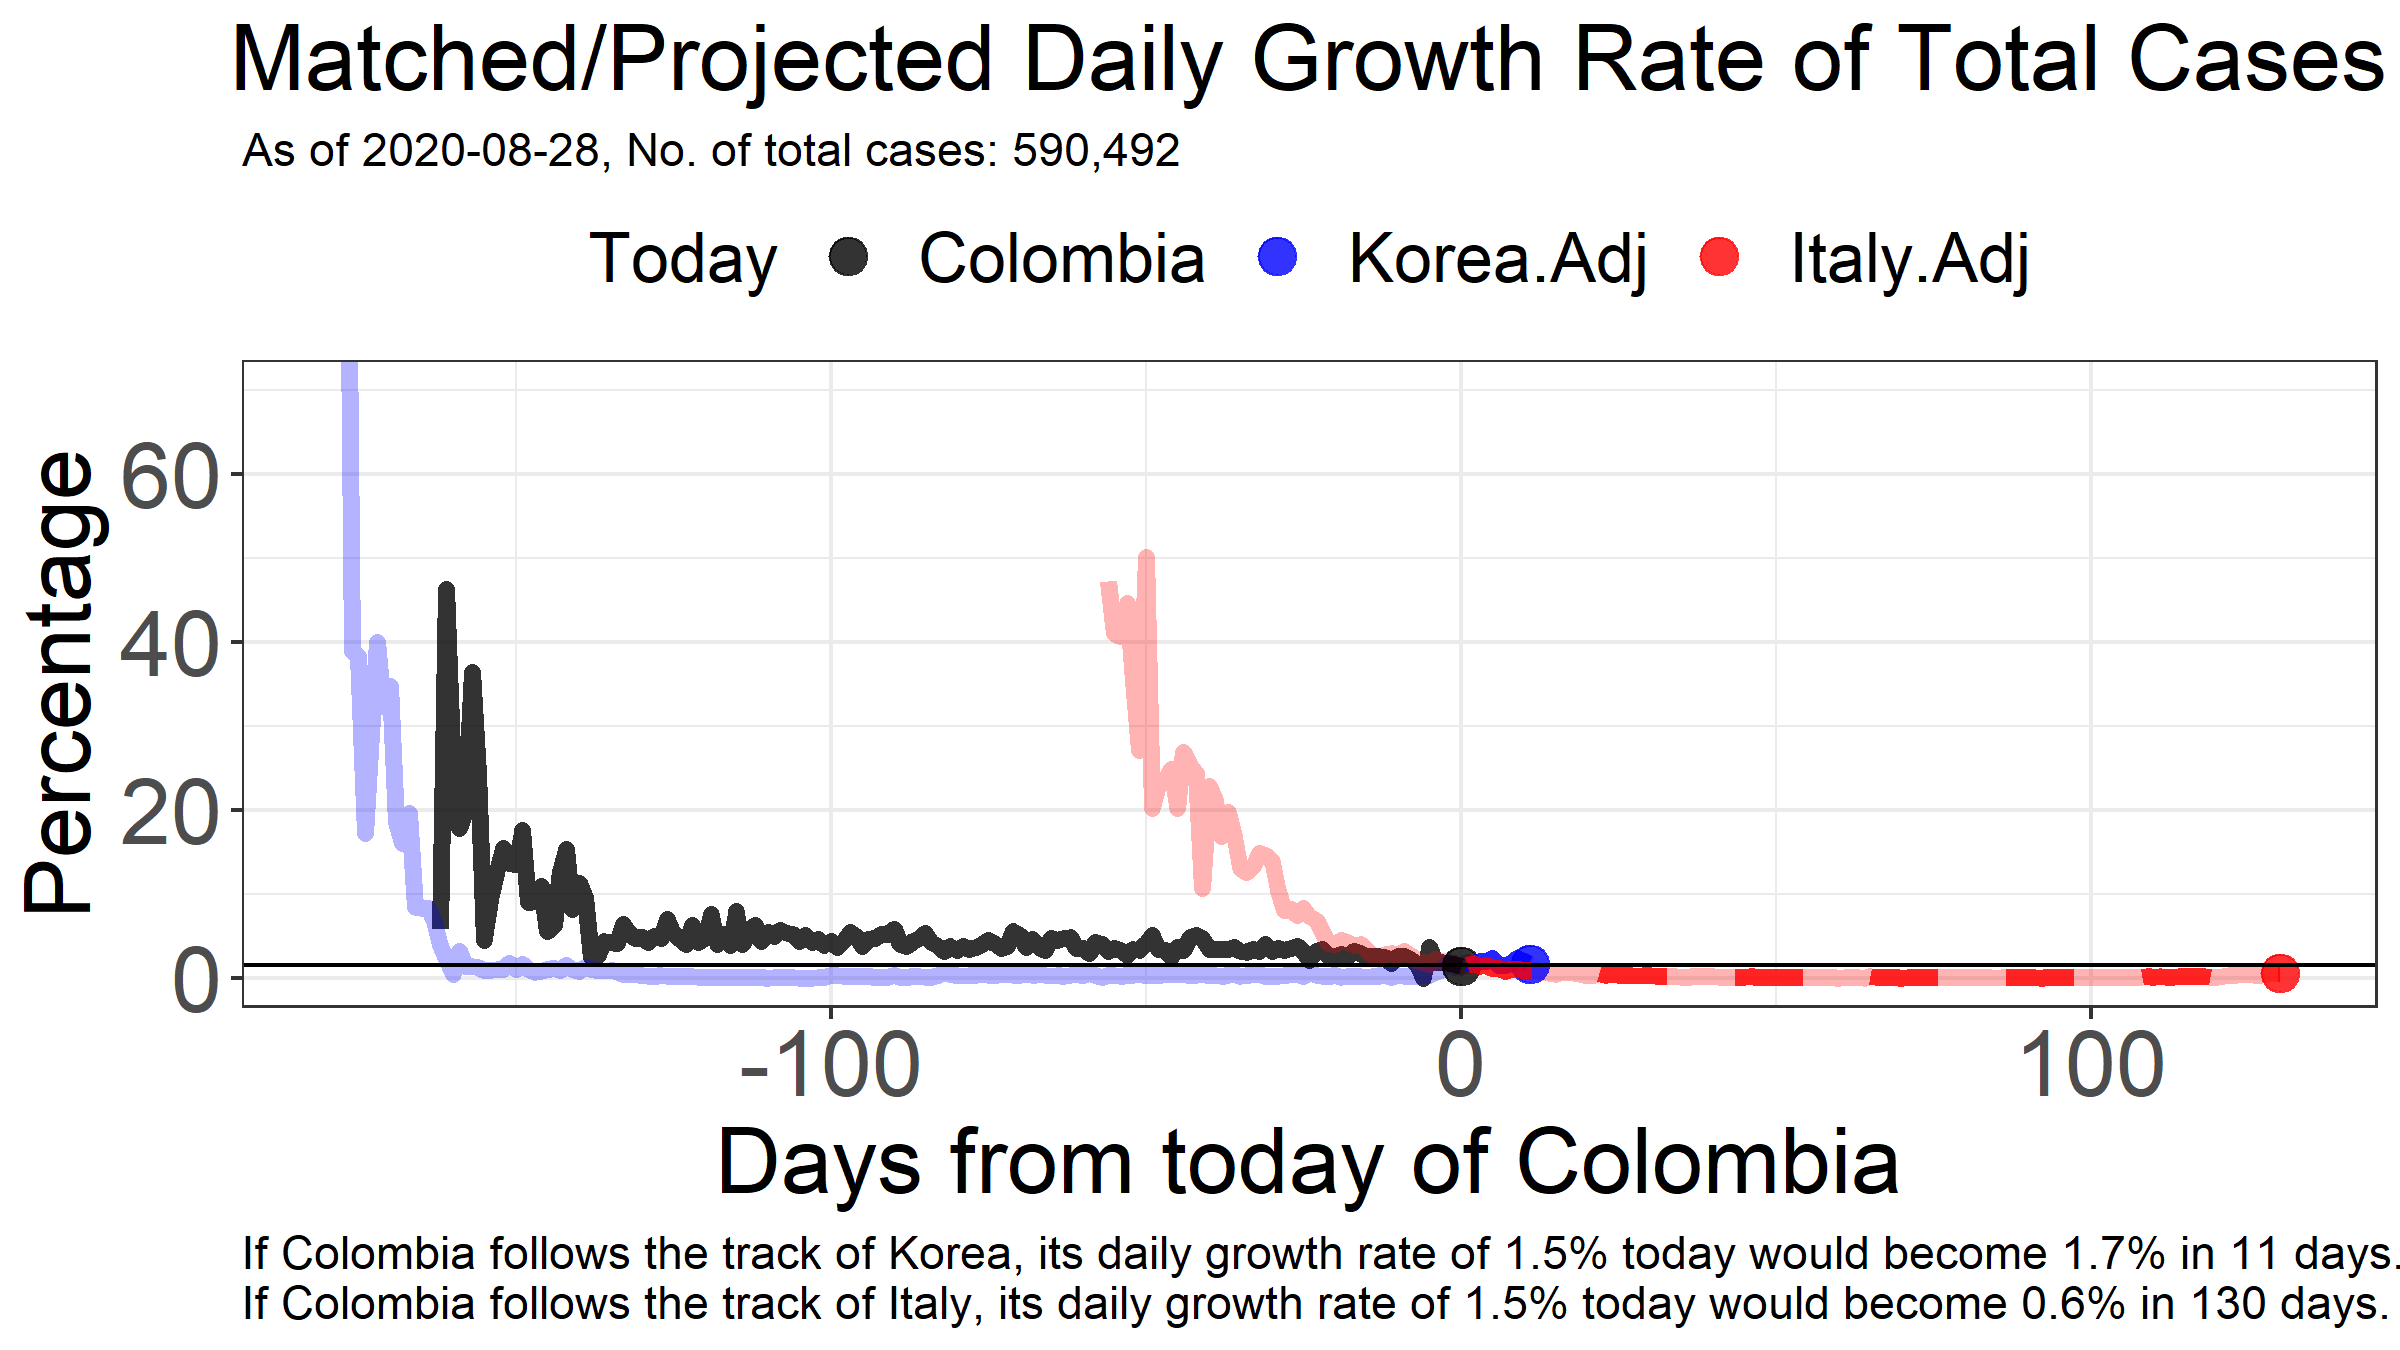 Matched/Projected Daily Growth Rate of Total Cases
As of 2020-08-28, No. of total cases: 590,492
Today Colombia Korea.Adj Italy.Adj
Percentage
60
40
20
0
-100 0 100
Days from today of Colombia
If Colombia follows the track of Korea, its daily growth rate of 1.5% today would become 1.7% in 11 days.
If Colombia follows the track of Italy, its daily growth rate of 1.5% today would become 0.6% in 130 days.